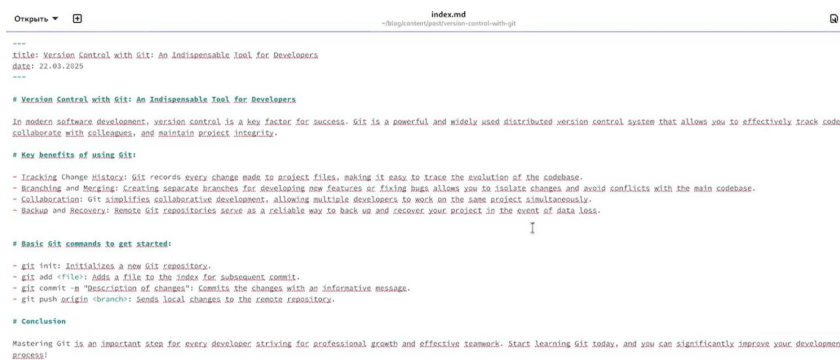 Открыть
index.md
~/blog/content/post/version-control-with-git
---
title: Version Control with Git: An Indispensable Tool for Developers
date: 22.03.2025
---
# Version Control with Git: An Indispensable Tool for Developers
In modern software development, version control is a key factor for success. Git is a powerful and widely used distributed version control system that allows you to effectively track code
collaborate with colleagues, and maintain project integrity.
# Key benefits of using Git:
- Tracking Change History: Git records every change made to project files, making it easy to trace the evolution of the codebase.
- Branching and Merging: Creating separate branches for developing new features or fixing bugs allows you to isolate changes and avoid conflicts with the main codebase.
- Collaboration: Git simplifies collaborative development, allowing multiple developers to work on the same project simultaneously.
- Backup and Recovery: Remote Git repositories serve as a reliable way to back up and recover your project in the event of data loss.
# Basic Git commands to get started:
- git init: Initializes a new Git repository.
- git add <file>: Adds a file to the index for subsequent commit.
- git commit -m "Description of changes": Commits the changes with an informative message.
- git push origin <branch>: Sends local changes to the remote repository.
# Conclusion
Mastering Git is an important step for every developer striving for professional growth and effective teamwork. Start learning Git today, and you can significantly improve your developmen
process!